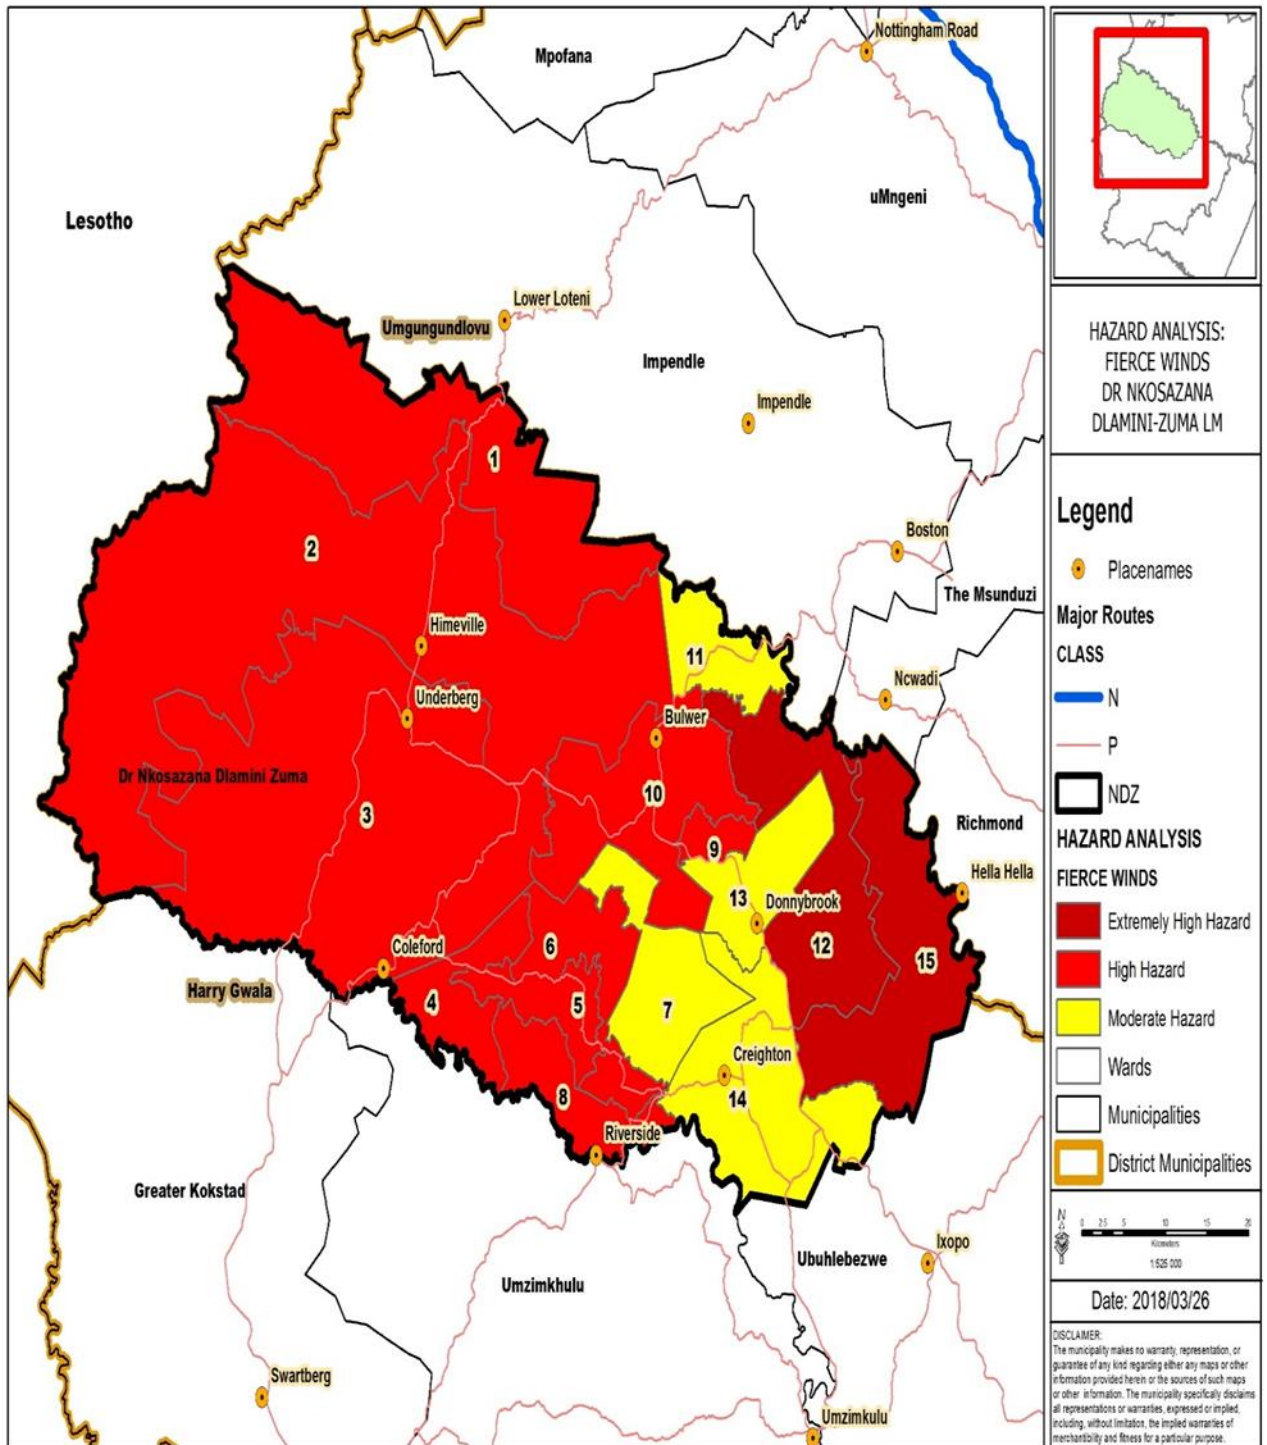 Nottingham Road
Mpofana
uMngeni
Lesotho
Lower Loteni
Umgungundlovu
Impendle
Impendle
1
2
Boston
The Msunduzi
Himeville
11
Ncwadi
Underberg
Bulwer
Dr Nkosazana Dlamini Zuma
3
10
Richmond
9
Hella Hella
13
Donnybrook
6
12
Coleford
15
Harry Gwala
4
5
7
Creighton
8
14
Riverside
Greater Kokstad
Ixopo
Ubuhlebezwe
Umzimkhulu
Swartberg
Umzimkulu
HAZARD ANALYSIS:
FIERCE WINDS
DR NKOSAZANA
DLAMINI-ZUMA LM
Legend
Placenames
Major Routes
CLASS
N
P
NDZ
HAZARD ANALYSIS
FIERCE WINDS
Extremely High Hazard
High Hazard
Moderate Hazard
Wards
Municipalities
District Municipalities
N
0 2.5 5 10 15 20
Kilometers
1:525 000
Date: 2018/03/26
DISCLAIMER:
The municipality makes no warranty, representation, or
guarantee of any kind regarding either any maps or other
information provided herein or the sources of such maps
or other information. The municipality specifically disclaims
all representations or warranties, expressed or implied,
including, without limitation, the implied warranties of
merchantibility and fitness for a particular purpose.